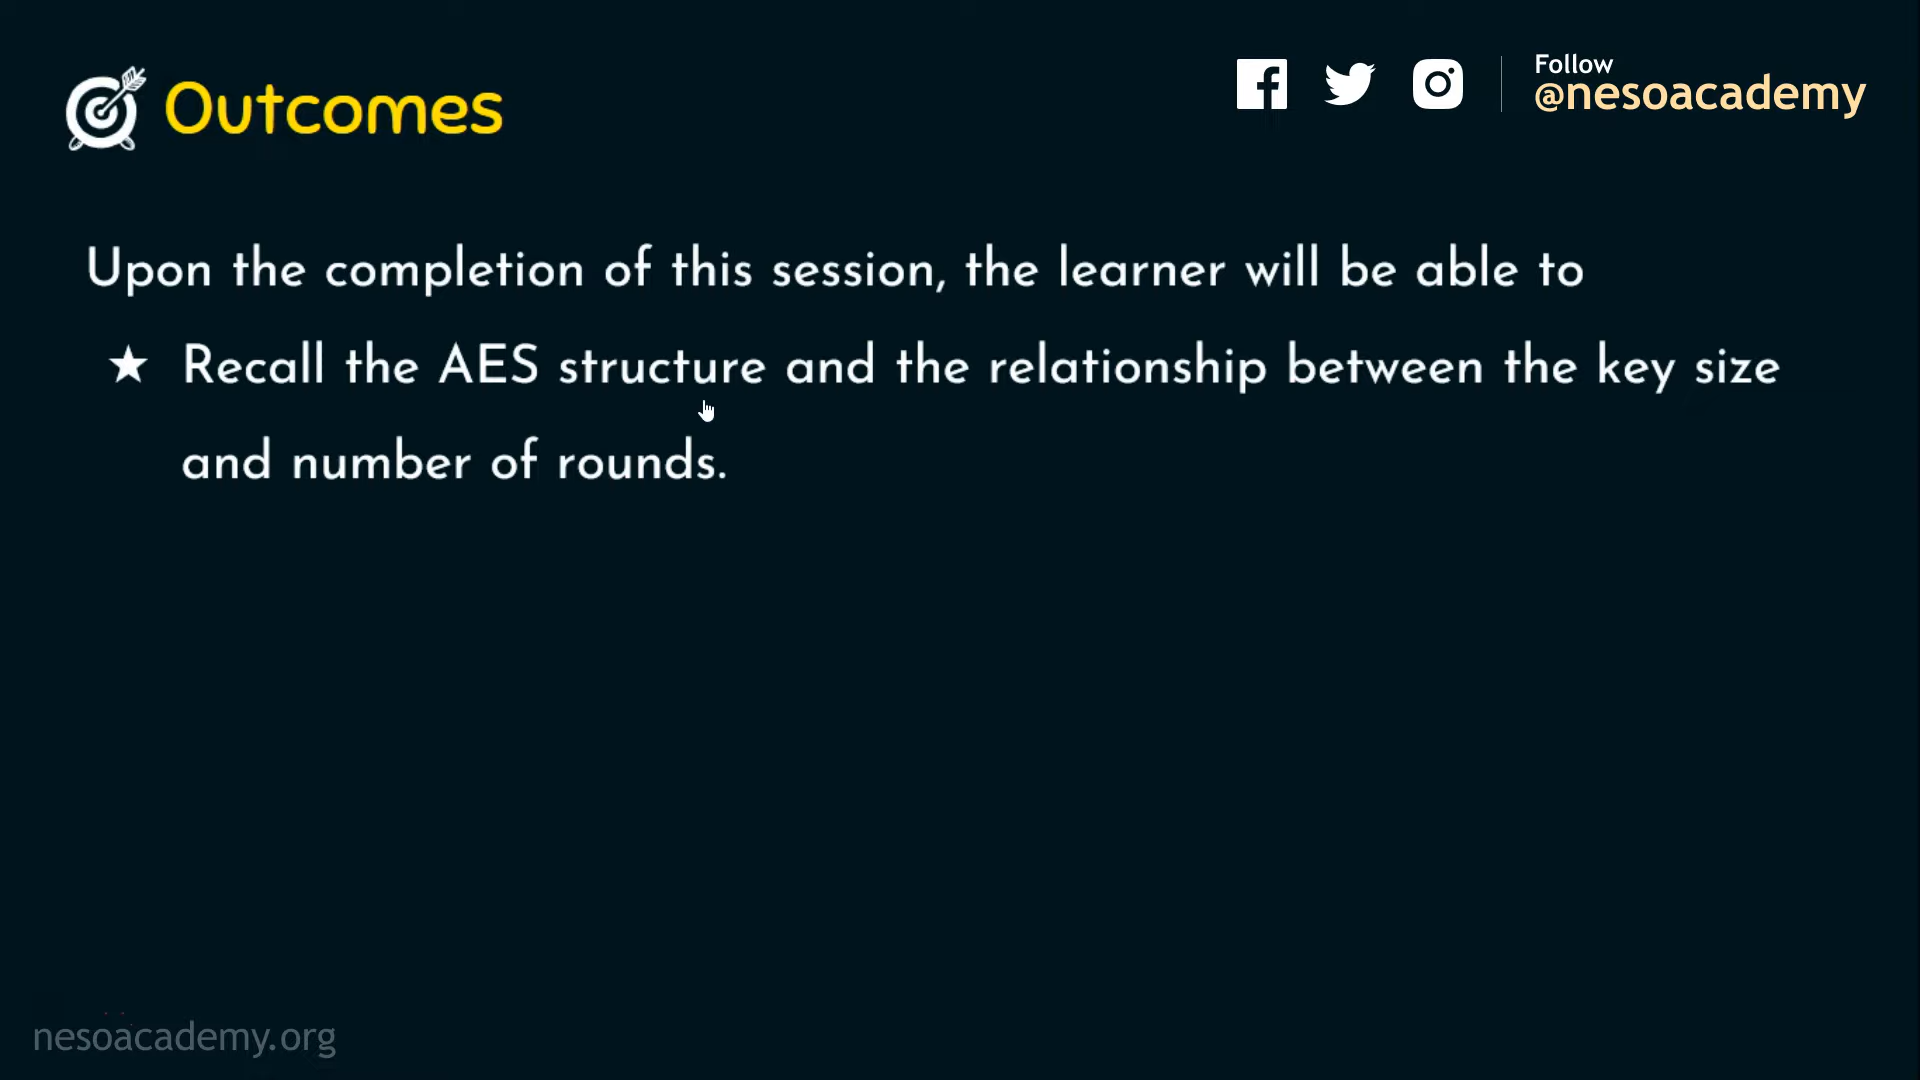 Outcomes
Follow
@nesoacademy
Upon the completion of this session, the learner will be able to
★ Recall the AES structure and the relationship between the key size
and number of rounds.
nesoacademy.org